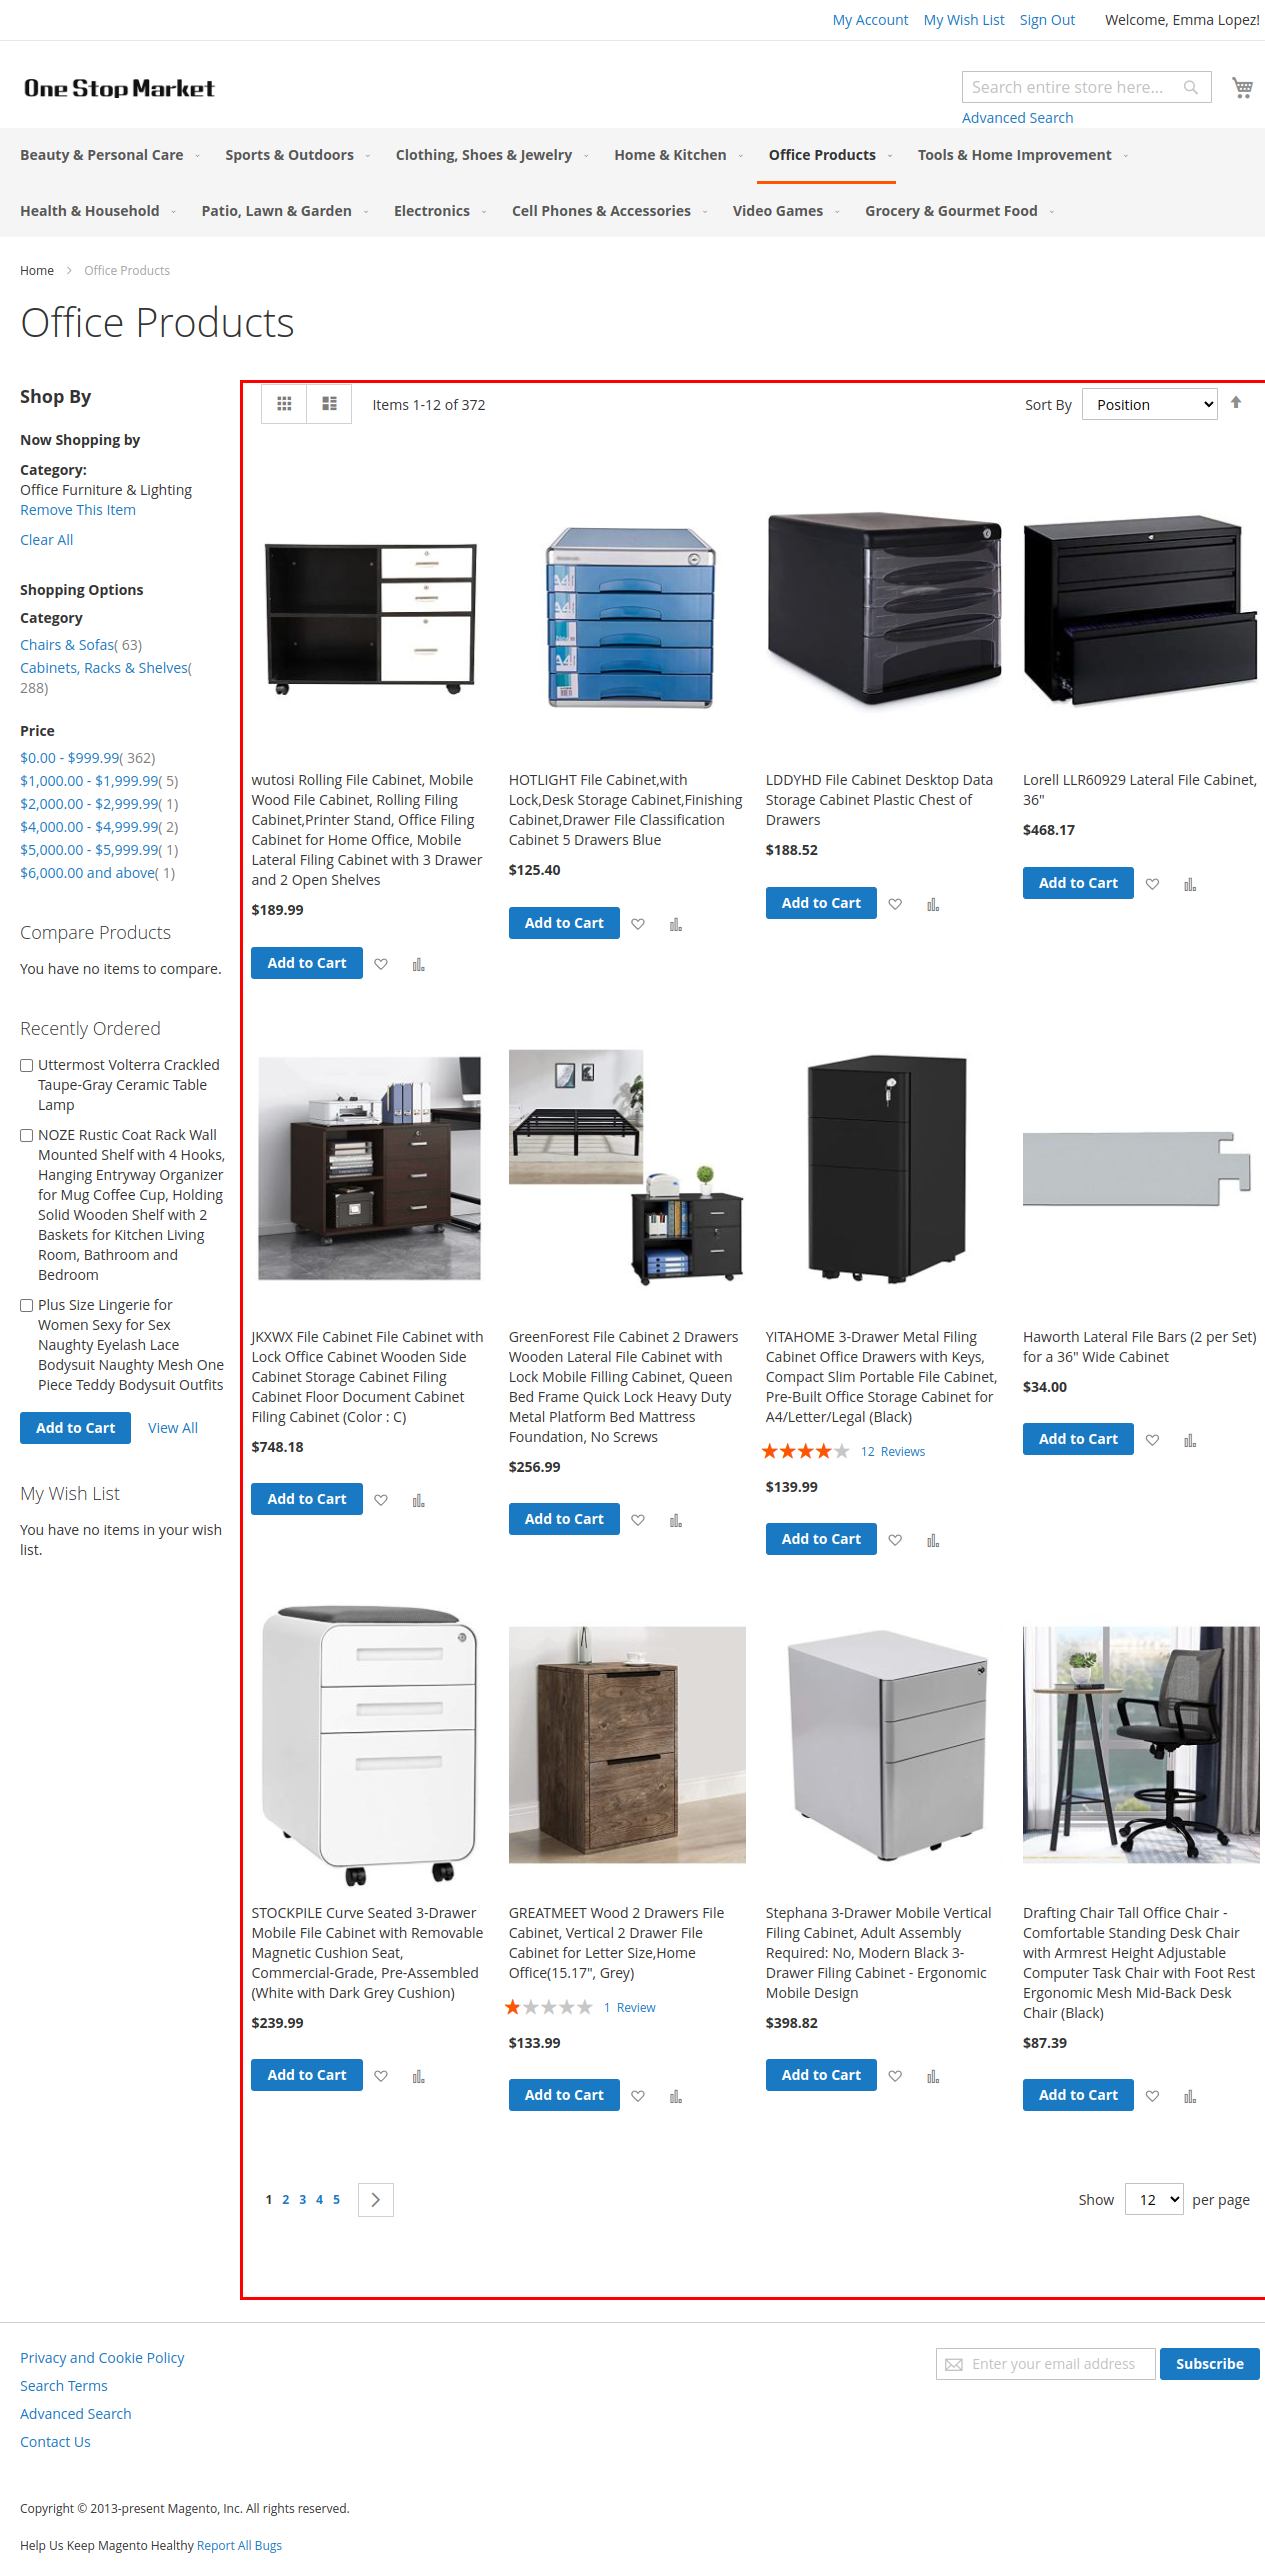 My Account My Wish List Sign Out Welcome, Emma Lopez!
One Stop Market
Search entire store here...
Advanced Search
Beauty & Personal Care Sports & Outdoors Clothing, Shoes & Jewelry Home & Kitchen Office Products Tools & Home Improvement
Health & Household Patio, Lawn & Garden Electronics Cell Phones & Accessories Video Games Grocery & Gourmet Food
Home Office Products
Office Products
Shop By
Now Shopping by
Category:
Office Furniture & Lighting
Remove This Item
Clear All
Shopping Options
Category
Chairs & Sofas( 63)
Cabinets, Racks & Shelves(
288)
Price
$0.00 - $999.99( 362)
$1,000.00 - $1,999.99( 5)
$2,000.00 - $2,999.99( 1)
$4,000.00 - $4,999.99( 2)
$5,000.00 - $5,999.99( 1)
$6,000.00 and above( 1)
Compare Products
You have no items to compare.
Recently Ordered
Uttermost Volterra Crackled
Taupe-Gray Ceramic Table
Lamp
NOZE Rustic Coat Rack Wall
Mounted Shelf with 4 Hooks,
Hanging Entryway Organizer
for Mug Coffee Cup, Holding
Solid Wooden Shelf with 2
Baskets for Kitchen Living
Room, Bathroom and
Bedroom
Plus Size Lingerie for
Women Sexy for Sex
Naughty Eyelash Lace
Bodysuit Naughty Mesh One
Piece Teddy Bodysuit Outfits
Add to Cart View All
My Wish List
You have no items in your wish
list.
Items 1-12 of 372
Sort By Position
wutosi Rolling File Cabinet, Mobile
Wood File Cabinet, Rolling Filing
Cabinet,Printer Stand, Office Filing
Cabinet for Home Office, Mobile
Lateral Filing Cabinet with 3 Drawer
and 2 Open Shelves
$189.99
Add to Cart
A4
A4
A4
A4
A4
HOTLIGHT File Cabinet,with
Lock,Desk Storage Cabinet,Finishing
Cabinet,Drawer File Classification
Cabinet 5 Drawers Blue
$125.40
Add to Cart
LDDYHD File Cabinet Desktop Data
Storage Cabinet Plastic Chest of
Drawers
$188.52
Add to Cart
Lorell LLR60929 Lateral File Cabinet,
36"
$468.17
Add to Cart
JKXWX File Cabinet File Cabinet with
Lock Office Cabinet Wooden Side
Cabinet Storage Cabinet Filing
Cabinet Floor Document Cabinet
Filing Cabinet (Color : C)
$748.18
Add to Cart
GreenForest File Cabinet 2 Drawers
Wooden Lateral File Cabinet with
Lock Mobile Filling Cabinet, Queen
Bed Frame Quick Lock Heavy Duty
Metal Platform Bed Mattress
Foundation, No Screws
$256.99
Add to Cart
YITAHOME 3-Drawer Metal Filing
Cabinet Office Drawers with Keys,
Compact Slim Portable File Cabinet,
Pre-Built Office Storage Cabinet for
A4/Letter/Legal (Black)
12 Reviews
$139.99
Add to Cart
Haworth Lateral File Bars (2 per Set)
for a 36" Wide Cabinet
$34.00
Add to Cart
STOCKPILE Curve Seated 3-Drawer
Mobile File Cabinet with Removable
Magnetic Cushion Seat,
Commercial-Grade, Pre-Assembled
(White with Dark Grey Cushion)
$239.99
Add to Cart
GREATMEET Wood 2 Drawers File
Cabinet, Vertical 2 Drawer File
Cabinet for Letter Size,Home
Office(15.17", Grey)
1 Review
$133.99
Add to Cart
Stephana 3-Drawer Mobile Vertical
Filing Cabinet, Adult Assembly
Required: No, Modern Black 3-
Drawer Filing Cabinet - Ergonomic
Mobile Design
$398.82
Add to Cart
Drafting Chair Tall Office Chair -
Comfortable Standing Desk Chair
with Armrest Height Adjustable
Computer Task Chair with Foot Rest
Ergonomic Mesh Mid-Back Desk
Chair (Black)
$87.39
Add to Cart
1 2 3 4 5
Show 12 per page
Privacy and Cookie Policy
Search Terms
Advanced Search
Contact Us
Enter your email address Subscribe
Copyright © 2013-present Magento, Inc. All rights reserved.
Help Us Keep Magento Healthy Report All Bugs